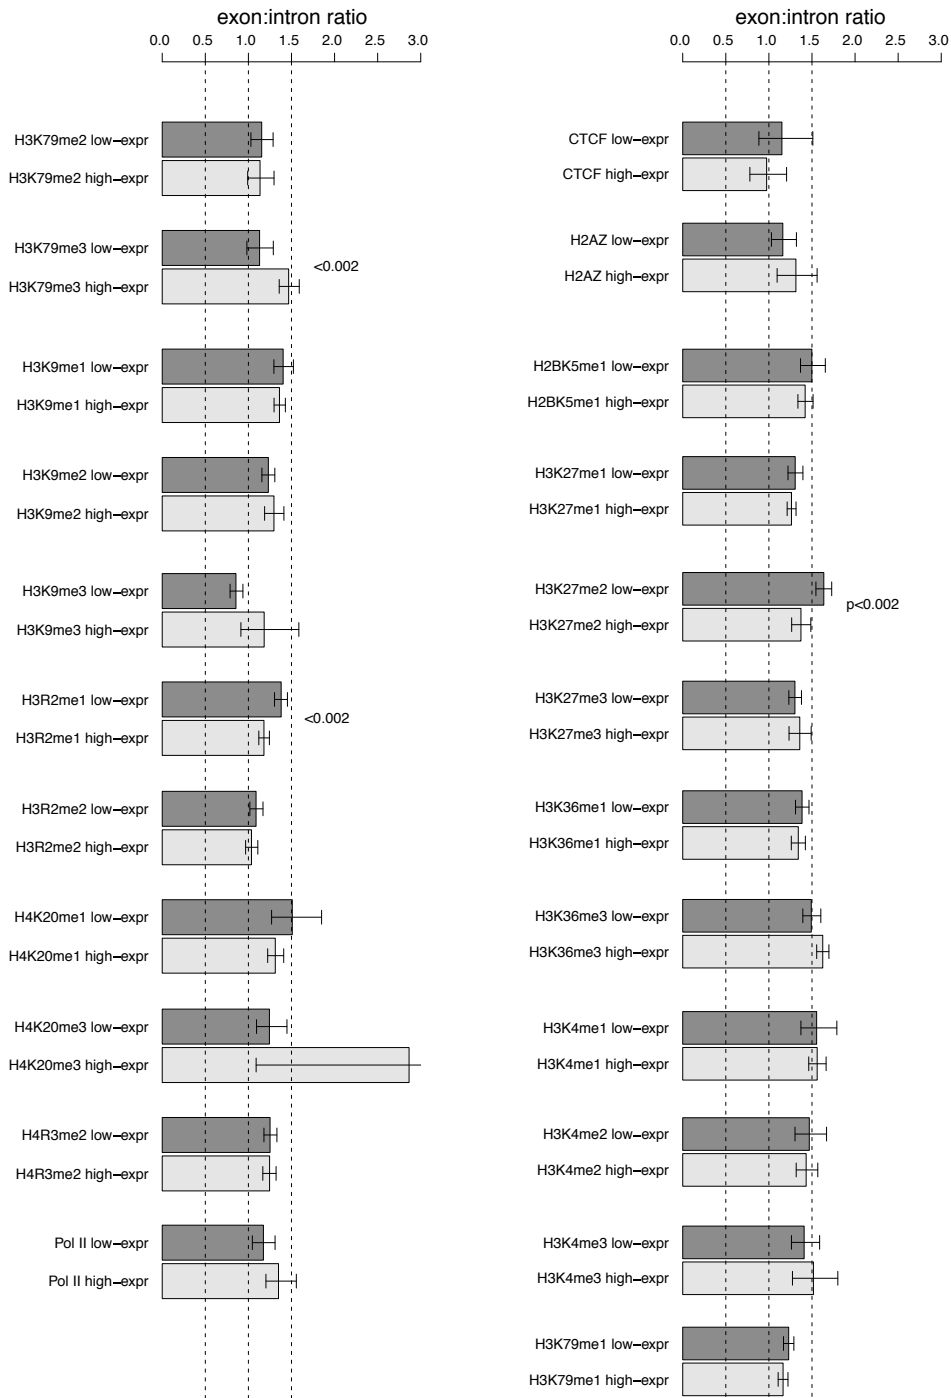 exon:intron ratio
0.0 0.5 1.0 1.5 2.0 2.5 3.0
H3K79me2 low−expr
H3K79me2 high−expr
H3K79me3 low−expr
<0.002
H3K79me3 high−expr
H3K9me1 low−expr
H3K9me1 high−expr
H3K9me2 low−expr
H3K9me2 high−expr
H3K9me3 low−expr
H3K9me3 high−expr
H3R2me1 low−expr
<0.002
H3R2me1 high−expr
H3R2me2 low−expr
H3R2me2 high−expr
H4K20me1 low−expr
H4K20me1 high−expr
H4K20me3 low−expr
H4K20me3 high−expr
H4R3me2 low−expr
H4R3me2 high−expr
Pol II low−expr
Pol II high−expr
exon:intron ratio
0.0 0.5 1.0 1.5 2.0 2.5 3.0
CTCF low−expr
CTCF high−expr
H2AZ low−expr
H2AZ high−expr
H2BK5me1 low−expr
H2BK5me1 high−expr
H3K27me1 low−expr
H3K27me1 high−expr
H3K27me2 low−expr
p<0.002
H3K27me2 high−expr
H3K27me3 low−expr
H3K27me3 high−expr
H3K36me1 low−expr
H3K36me1 high−expr
H3K36me3 low−expr
H3K36me3 high−expr
H3K4me1 low−expr
H3K4me1 high−expr
H3K4me2 low−expr
H3K4me2 high−expr
H3K4me3 low−expr
H3K4me3 high−expr
H3K79me1 low−expr
H3K79me1 high−expr